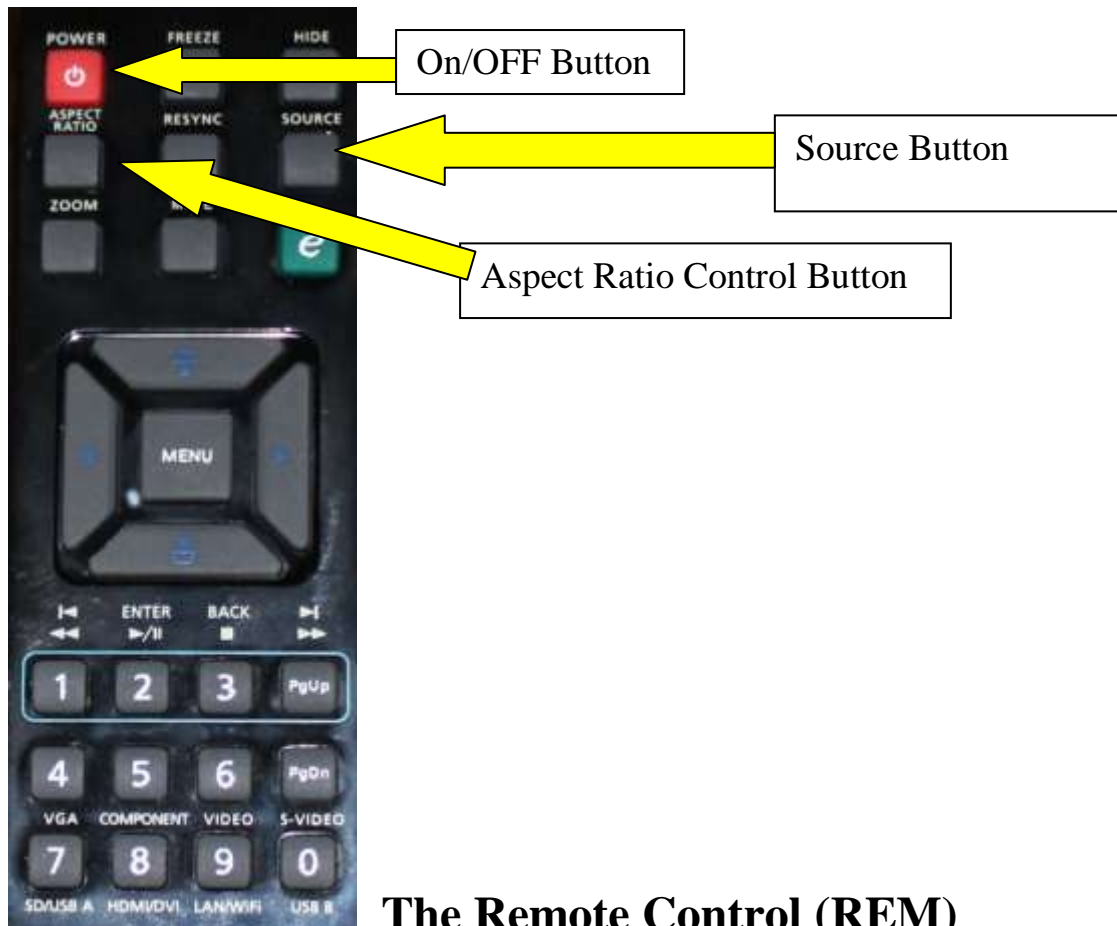 POWER FREEZE HIDE
On/OFF Button
ASPECT
RATIO RESYNC SOURCE
Source Button
ZOOM
e
Aspect Ratio Control Button
MENU
ENTER BACK
1 2 3 PgUp
4 5 6 PgDn
VGA COMPONENT VIDEO S-VIDEO
7 8 9 0
SD/USB A HDMI/DVI LAN/WiFi USB B
The Remote Control (REM)